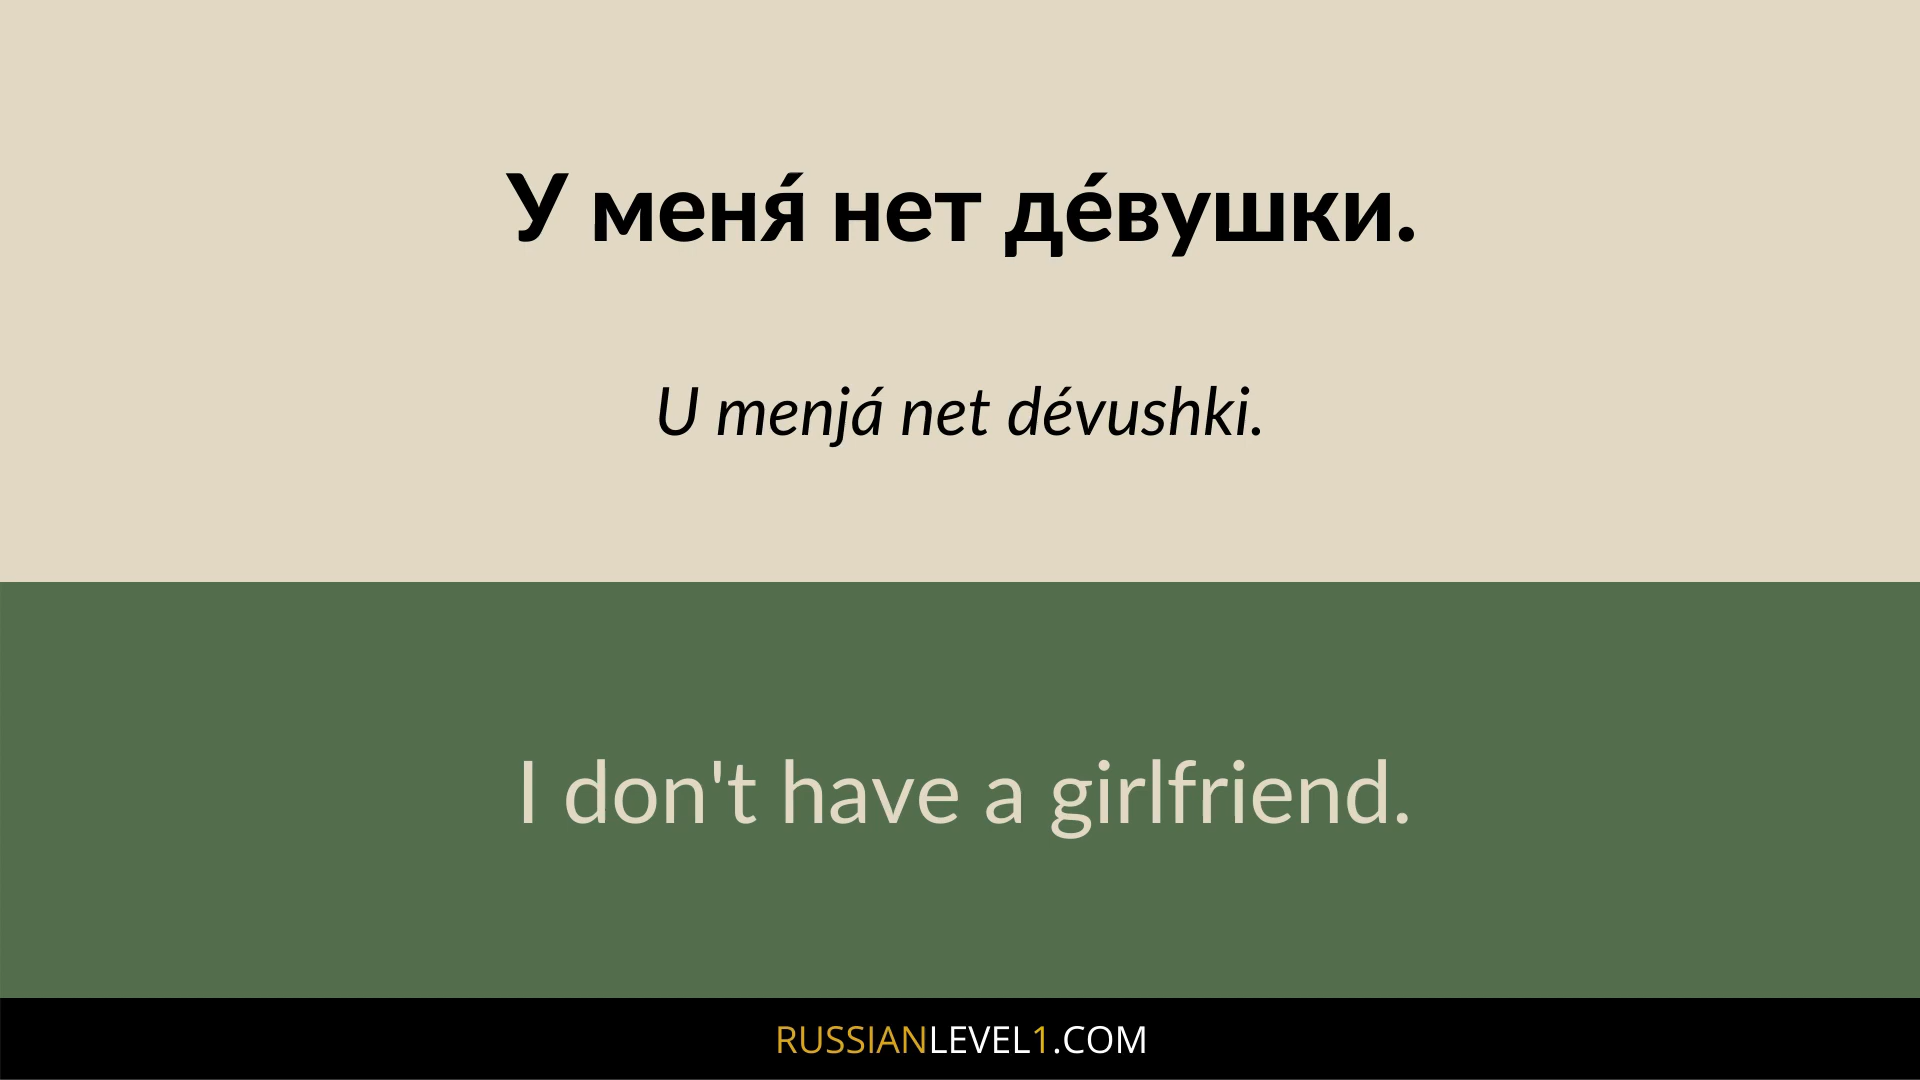 У меня́ нет де́вушки.
U menjá net dévushki.
I don't have a girlfriend.
RUSSIANLEVEL1.COM